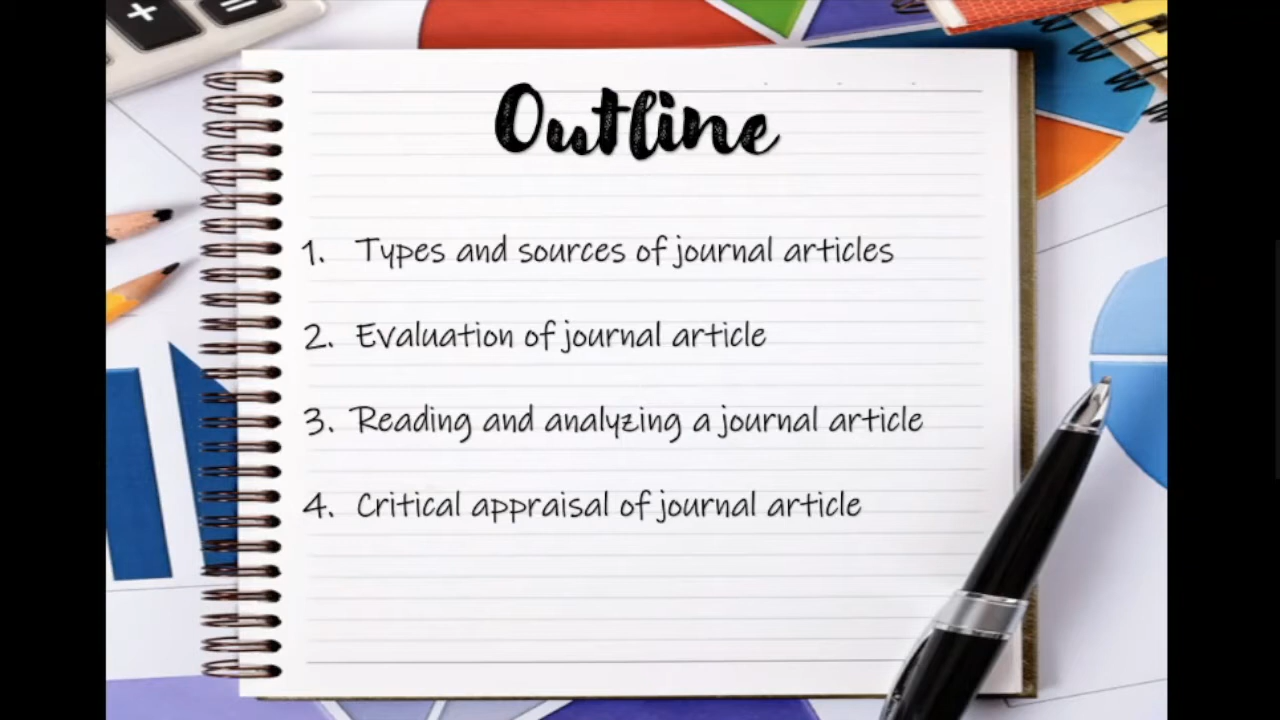 Outline
1. Types and sources of journal articles
2. Evaluation of journal article
3. Reading and analyzing a journal article
4. Critical appraisal of journal article